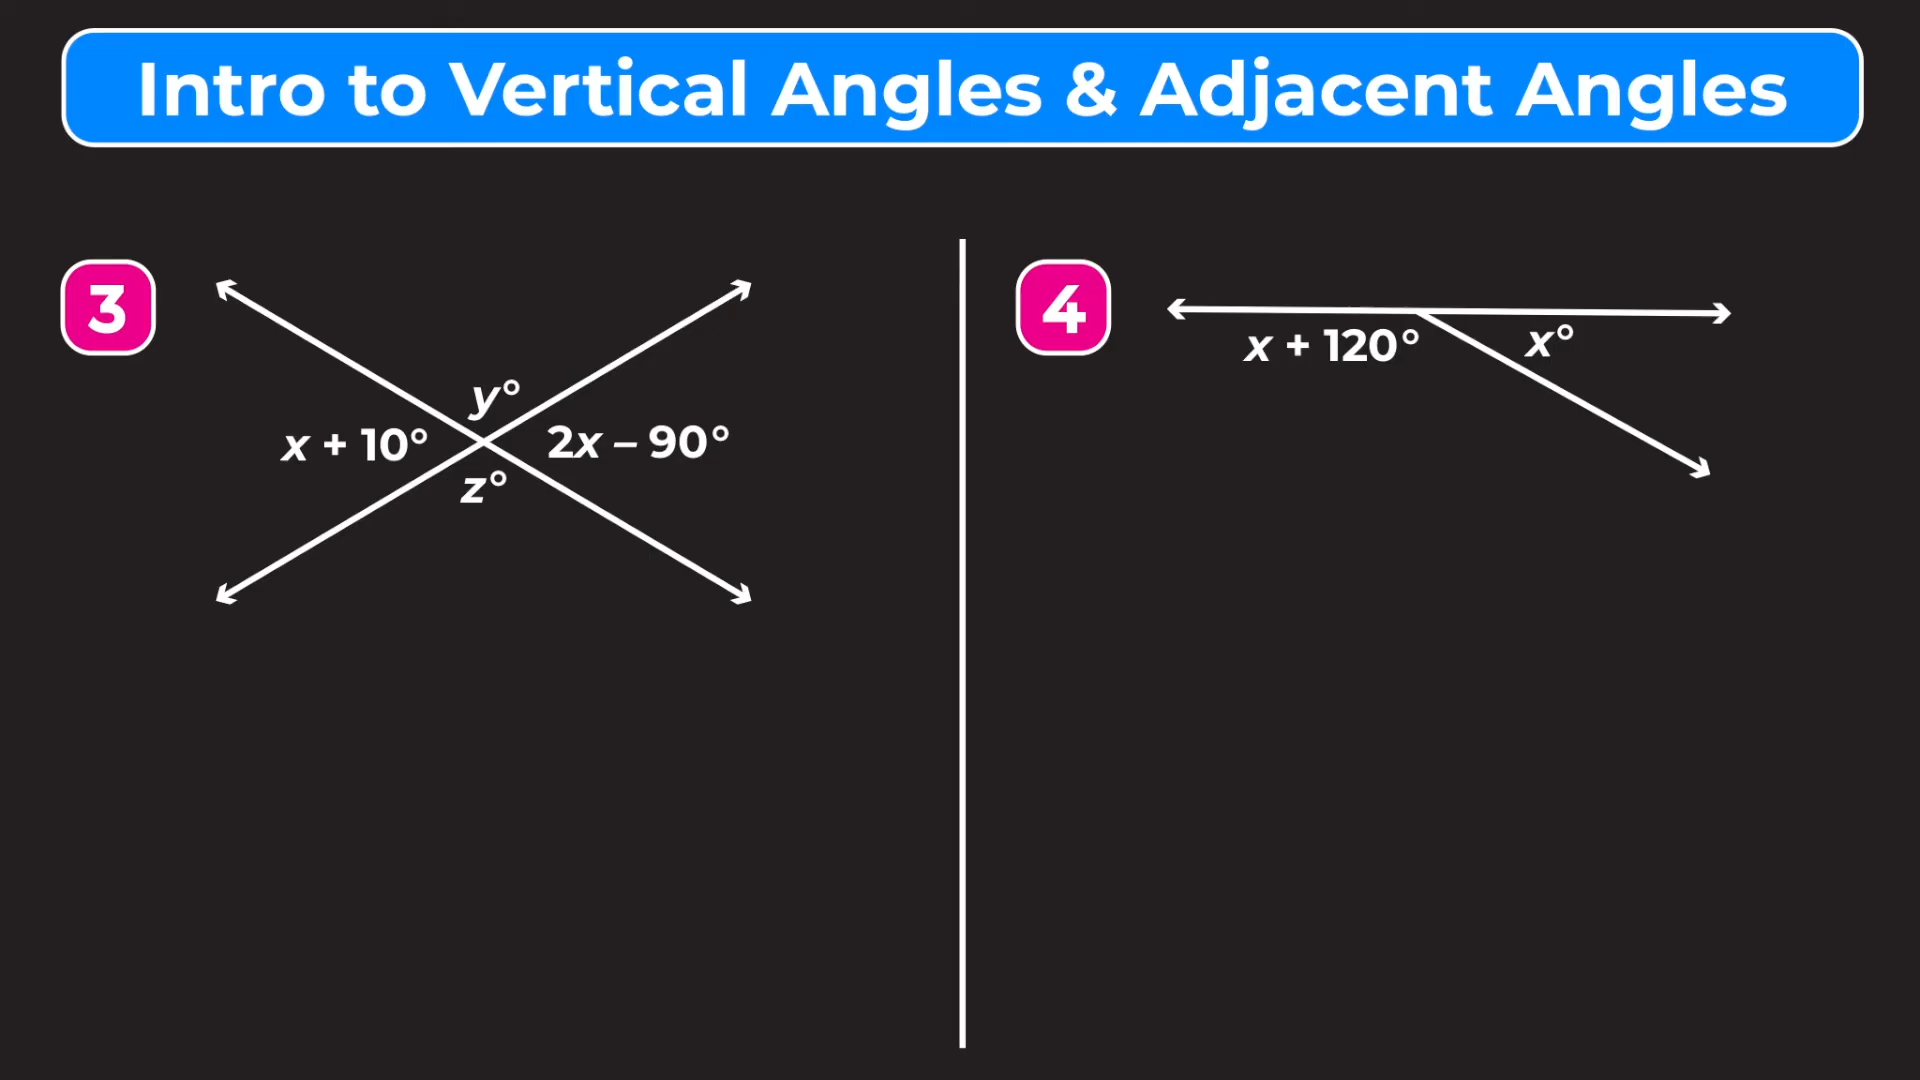 Intro to Vertical Angles & Adjacent Angles
3
y°
x + 10°
2x – 90°
z°
4
x + 120°
x°